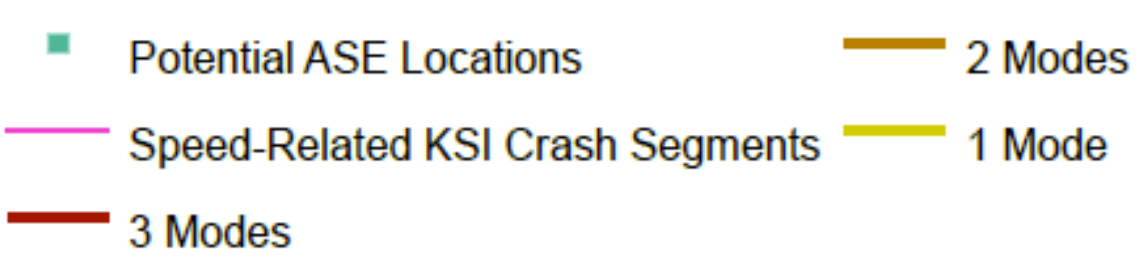 Potential ASE Locations
Speed-Related KSI Crash Segments
3 Modes
2 Modes
1 Mode